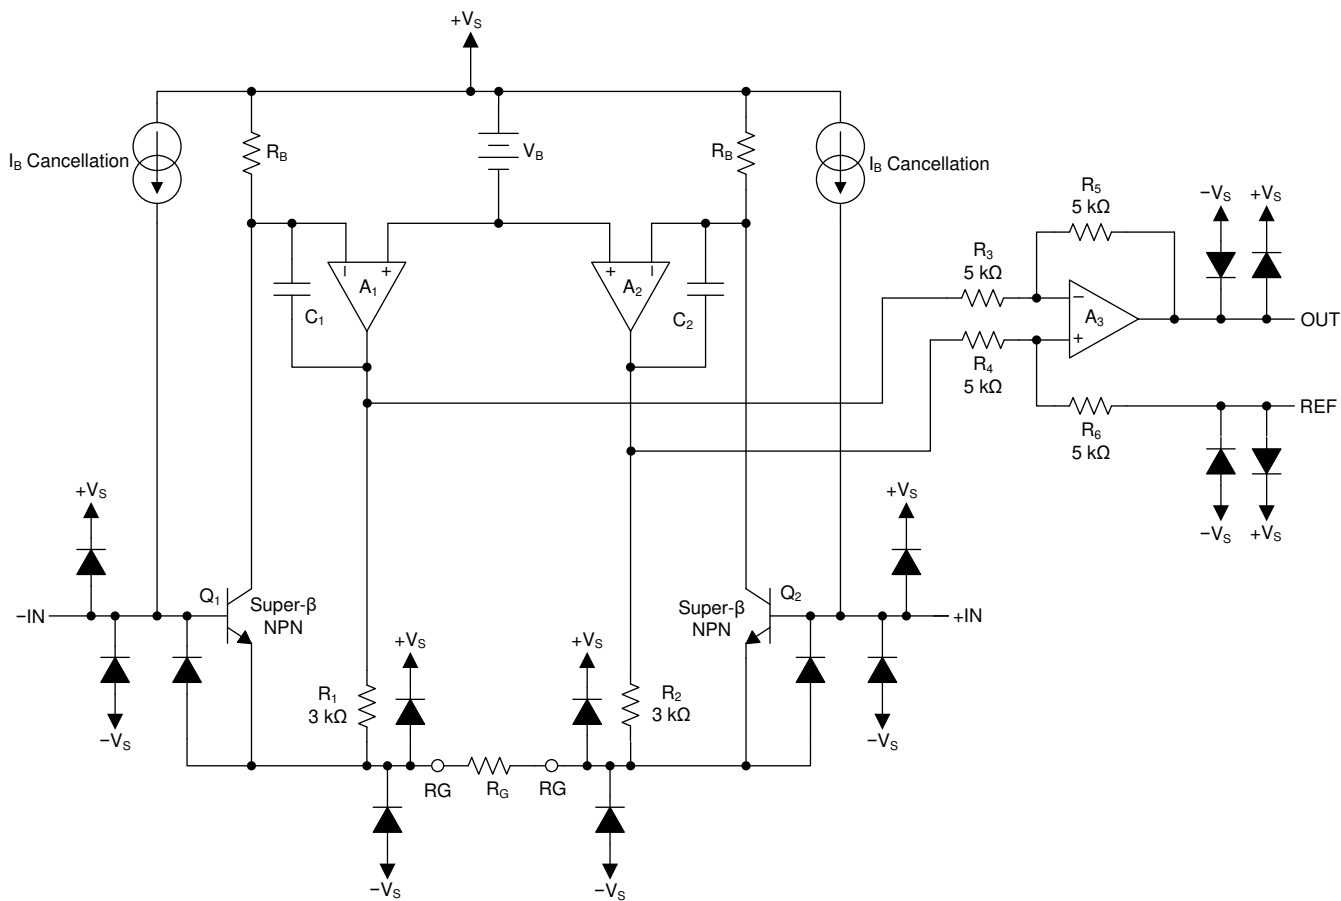 +VS
IB Cancellation
RB
VB
RB
IB Cancellation
A1
+
+
A2
C1
C2
R5
5 kΩ
−VS
+VS
R3
5 kΩ
−
A3
+
OUT
R4
5 kΩ
REF
R6
5 kΩ
−VS
+VS
+VS
+VS
−IN
Q1
Super-β
NPN
Super-β
NPN
Q2
+IN
+VS
+VS
R1
3 kΩ
R2
3 kΩ
−VS
−VS
RG
RG
RG
−VS
−VS